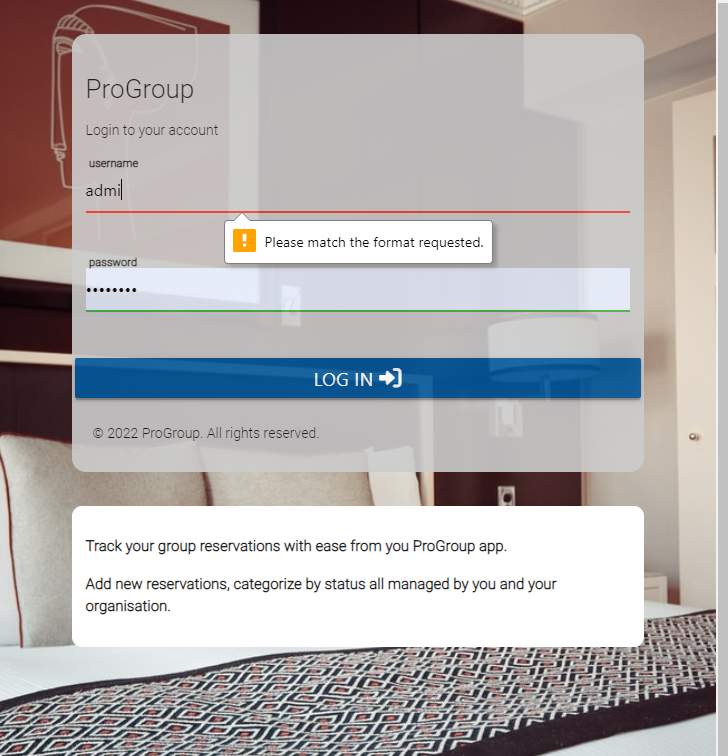 ProGroup
Login to your account
username
admi
Please match the format requested.
password
••••••••
LOG IN
© 2022 ProGroup. All rights reserved.
Track your group reservations with ease from you ProGroup app.
Add new reservations, categorize by status all managed by you and your
organisation.